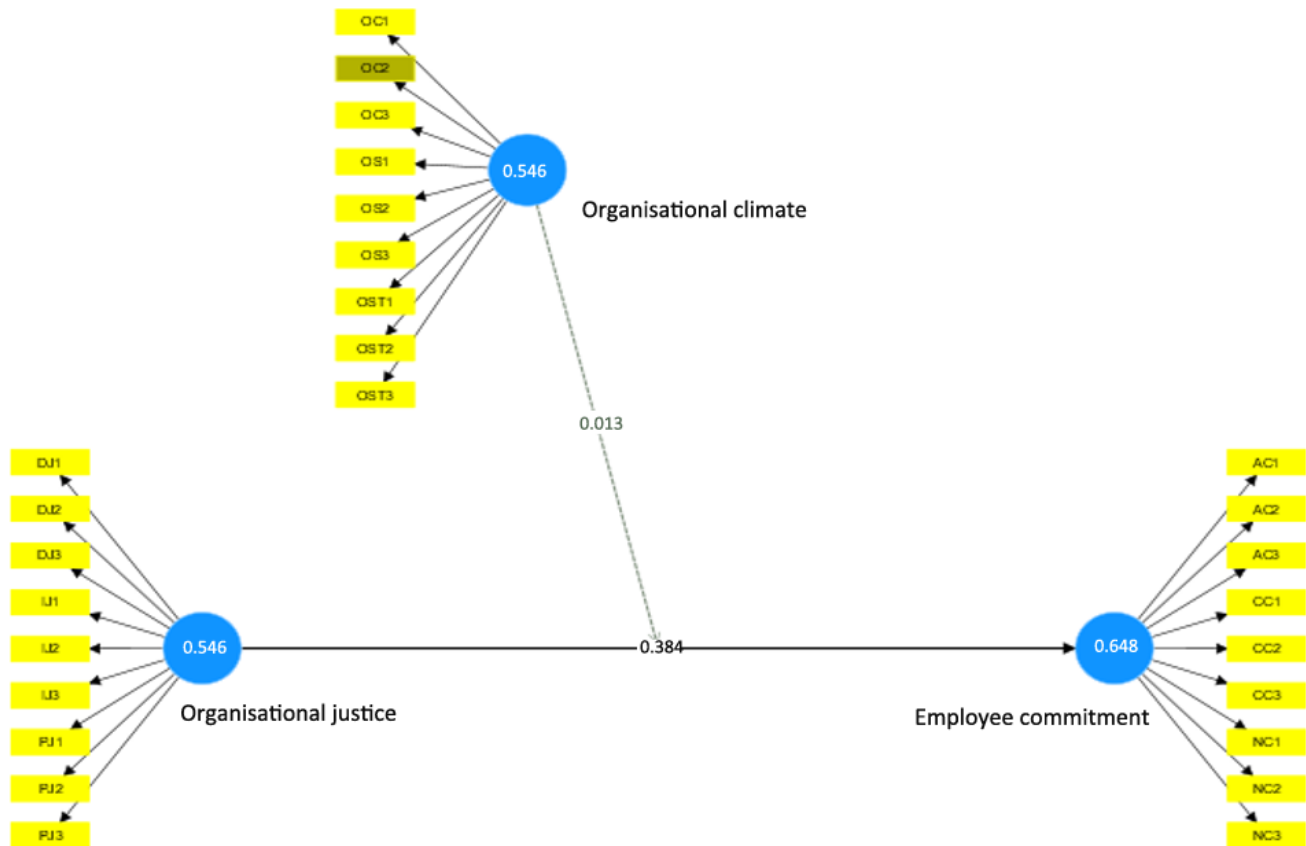 OC1
OC2
OC3
OS1
OS2
OS3
OST1
OST2
OST3
0.546
Organisational climate
0.013
DJ1
DJ2
DJ3
IJ1
IJ2
IJ3
PJ1
PJ2
PJ3
0.546
Organisational justice
0.384
0.648
Employee commitment
AC1
AC2
AC3
CC1
CC2
CC3
NC1
NC2
NC3